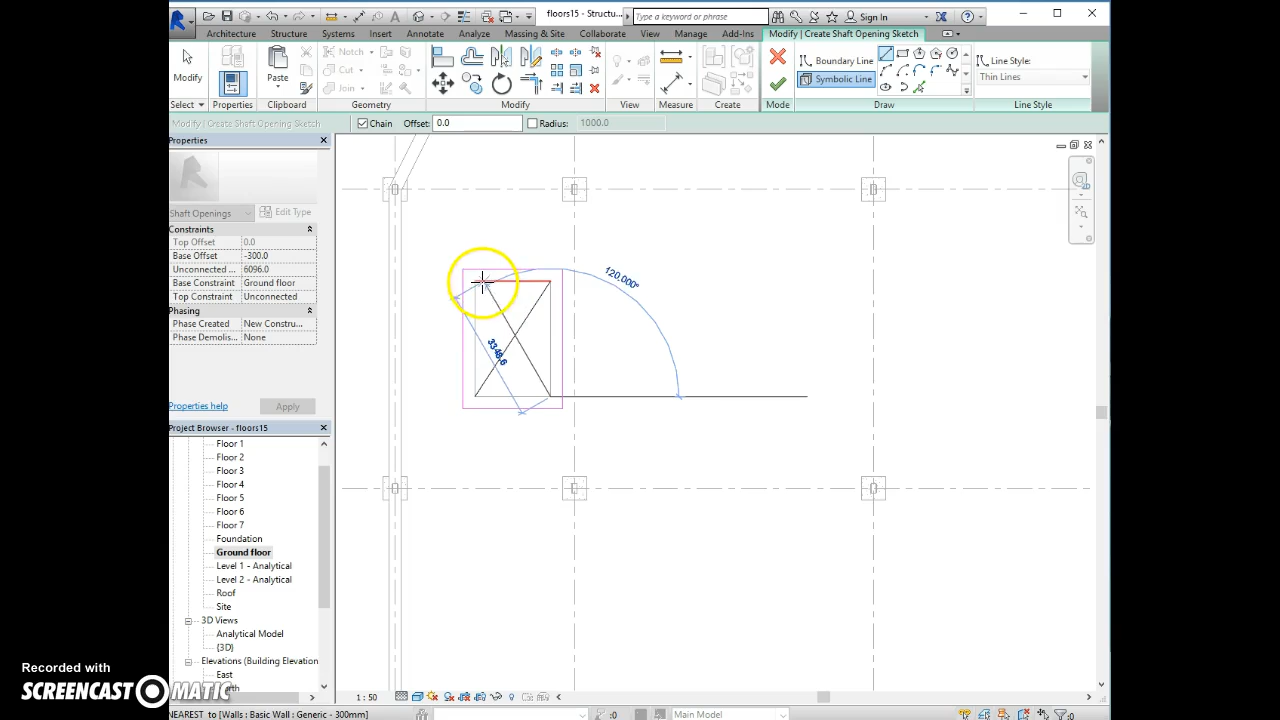 floors15 - Structu...
Type a keyword or phrase
Sign In
Architecture
Structure
Systems
Insert
Annotate
Analyze
Massing & Site
Collaborate
View
Manage
Add-Ins
Modify | Create Shaft Opening Sketch
Modify
Paste
Notch
Cut
Join
Boundary Line
Symbolic Line
Line Style:
Thin Lines
Select
Properties
Clipboard
Geometry
Modify
View
Measure
Create
Mode
Draw
Line Style
Modify | Create Shaft Opening Sketch
Chain
Offset:
0.0
Radius:
1000.0
Properties
Shaft Openings
Edit Type
Constraints
Top Offset 0.0
Base Offset -300.0
Unconnected ... 6096.0
Base Constraint Ground floor
Top Constraint Unconnected
Phasing
Phase Created New Constru...
Phase Demolis... None
Properties help
Apply
Project Browser - floors15
Floor 1
Floor 2
Floor 3
Floor 4
Floor 5
Floor 6
Floor 7
Foundation
Ground floor
Level 1 - Analytical
Level 2 - Analytical
Roof
Site
3D Views
Analytical Model
{3D}
Elevations (Building Elevation
East
120.000°
1 : 50
NEAREST to [Walls : Basic Wall : Generic - 300mm]
:0
Main Model
:0
Recorded with
SCREENCAST O MATIC